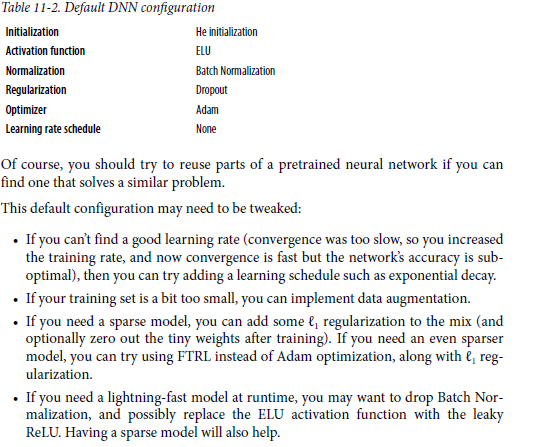 Table 11-2. Default DNN configuration
Initialization He initialization
Activation function ELU
Normalization Batch Normalization
Regularization Dropout
Optimizer Adam
Learning rate schedule None
Of course, you should try to reuse parts of a pretrained neural network if you can
find one that solves a similar problem.
This default configuration may need to be tweaked:
• If you can’t find a good learning rate (convergence was too slow, so you increased
the training rate, and now convergence is fast but the network’s accuracy is sub-
optimal), then you can try adding a learning schedule such as exponential decay.
• If your training set is a bit too small, you can implement data augmentation.
• If you need a sparse model, you can add some ℓ₁ regularization to the mix (and
optionally zero out the tiny weights after training). If you need an even sparser
model, you can try using FTRL instead of Adam optimization, along with ℓ₁ reg-
ularization.
• If you need a lightning-fast model at runtime, you may want to drop Batch Nor-
malization, and possibly replace the ELU activation function with the leaky
ReLU. Having a sparse model will also help.